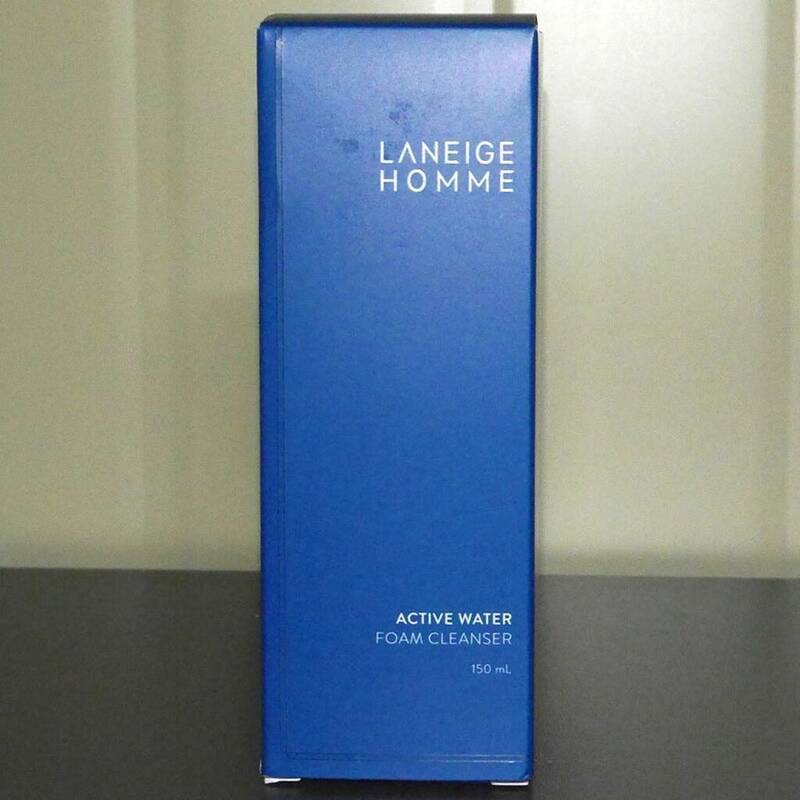 LANEIGE
HOMME
ACTIVE WATER
FOAM CLEANSER
150 mL